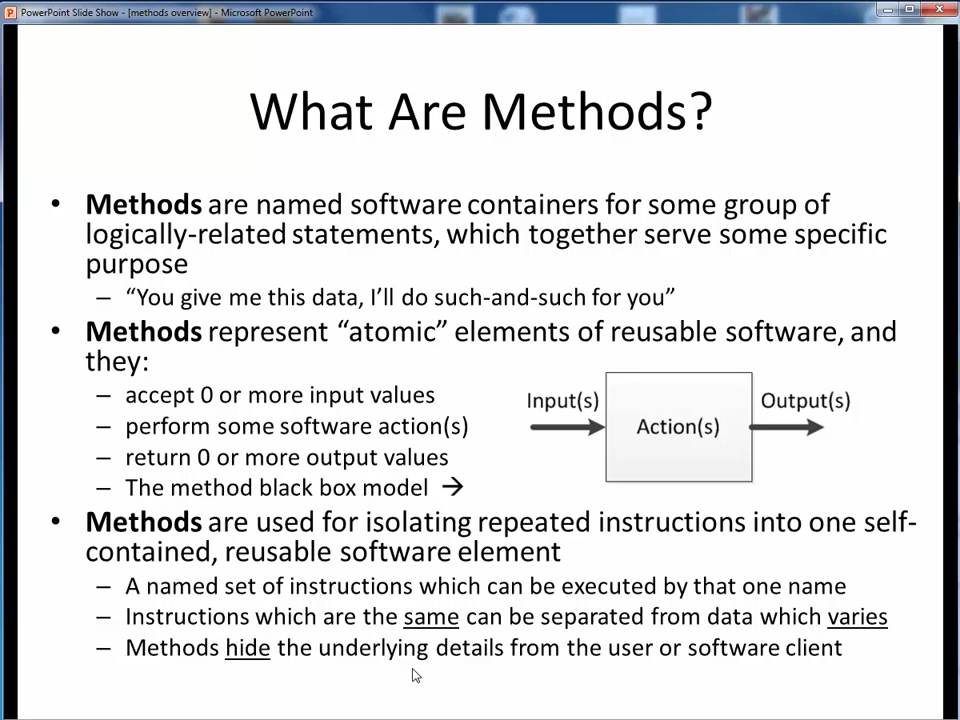 PowerPoint Slide Show - [methods overview] - Microsoft PowerPoint
What Are Methods?
• Methods are named software containers for some group of
logically-related statements, which together serve some specific
purpose
– “You give me this data, I’ll do such-and-such for you”
• Methods represent “atomic” elements of reusable software, and
they:
– accept 0 or more input values
– perform some software action(s)
– return 0 or more output values
– The method black box model →
Input(s)
Action(s)
Output(s)
• Methods are used for isolating repeated instructions into one self-
contained, reusable software element
– A named set of instructions which can be executed by that one name
– Instructions which are the same can be separated from data which varies
– Methods hide the underlying details from the user or software client